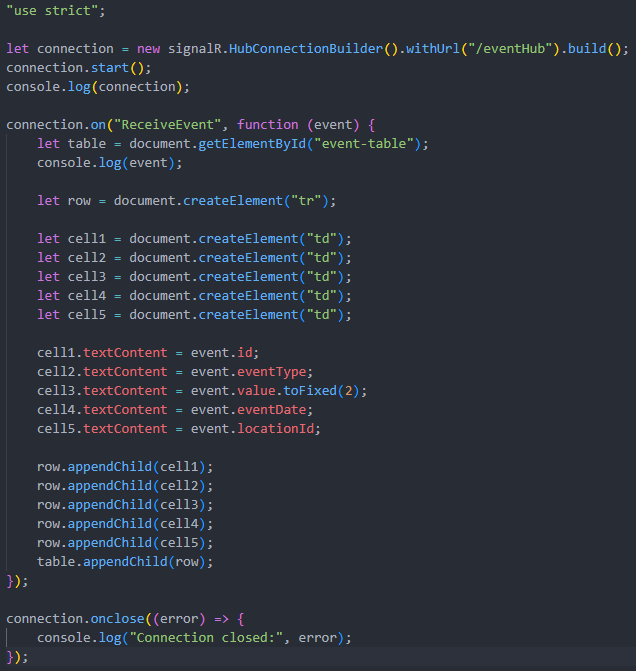 "use strict";
let connection = new signalR.HubConnectionBuilder().withUrl("/eventHub").build();
connection.start();
console.log(connection);
connection.on("ReceiveEvent", function (event) {
let table = document.getElementById("event-table");
console.log(event);
let row = document.createElement("tr");
let cell1 = document.createElement("td");
let cell2 = document.createElement("td");
let cell3 = document.createElement("td");
let cell4 = document.createElement("td");
let cell5 = document.createElement("td");
cell1.textContent = event.id;
cell2.textContent = event.eventType;
cell3.textContent = event.value.toFixed(2);
cell4.textContent = event.eventDate;
cell5.textContent = event.locationId;
row.appendChild(cell1);
row.appendChild(cell2);
row.appendChild(cell3);
row.appendChild(cell4);
row.appendChild(cell5);
table.appendChild(row);
});
connection.onclose((error) => {
console.log("Connection closed:", error);
});